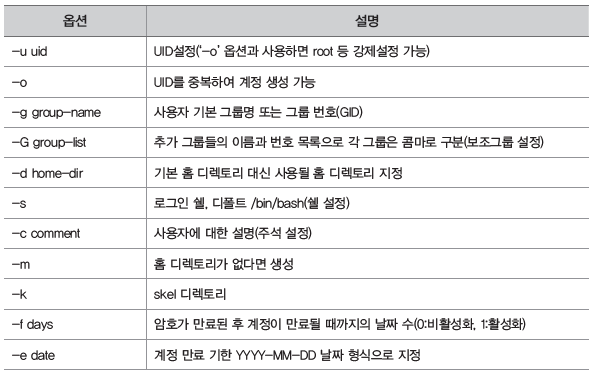 옵션 설명
-u uid UID설정('-o' 옵션과 사용하면 root 등 강제설정 가능)
-o UID를 중복하여 계정 생성 가능
-g group-name 사용자 기본 그룹명 또는 그룹 번호(GID)
-G group-list 추가 그룹들의 이름과 번호 목록으로 각 그룹은 콤마로 구분(보조그룹 설정)
-d home-dir 기본 홈 디렉토리 대신 사용될 홈 디렉토리 지정
-s 로그인 쉘, 디폴트 /bin/bash(쉘 설정)
-c comment 사용자에 대한 설명(주석 설정)
-m 홈 디렉토리가 없다면 생성
-k skel 디렉토리
-f days 암호가 만료된 후 계정이 만료될 때까지의 날짜 수(0:비활성화, 1:활성화)
-e date 계정 만료 기한 YYYY-MM-DD 날짜 형식으로 지정